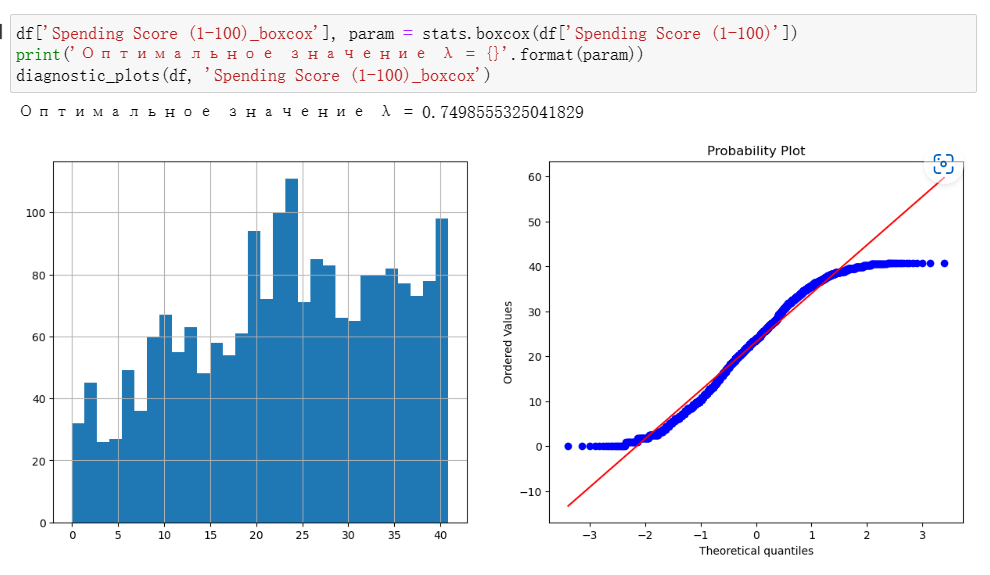 df['Spending Score (1-100)_boxcox'], param = stats.boxcox(df['Spending Score (1-100)'])
print('Оптимальное значение λ = {}'.format(param))
diagnostic_plots(df, 'Spending Score (1-100)_boxcox')
Оптимальное значение λ = 0.7498555325041829
100
80
60
40
20
0
0 5 10 15 20 25 30 35 40
Probability Plot
60
50
40
30
20
10
0
−10
Ordered Values
−3 −2 −1 0 1 2 3
Theoretical quantiles